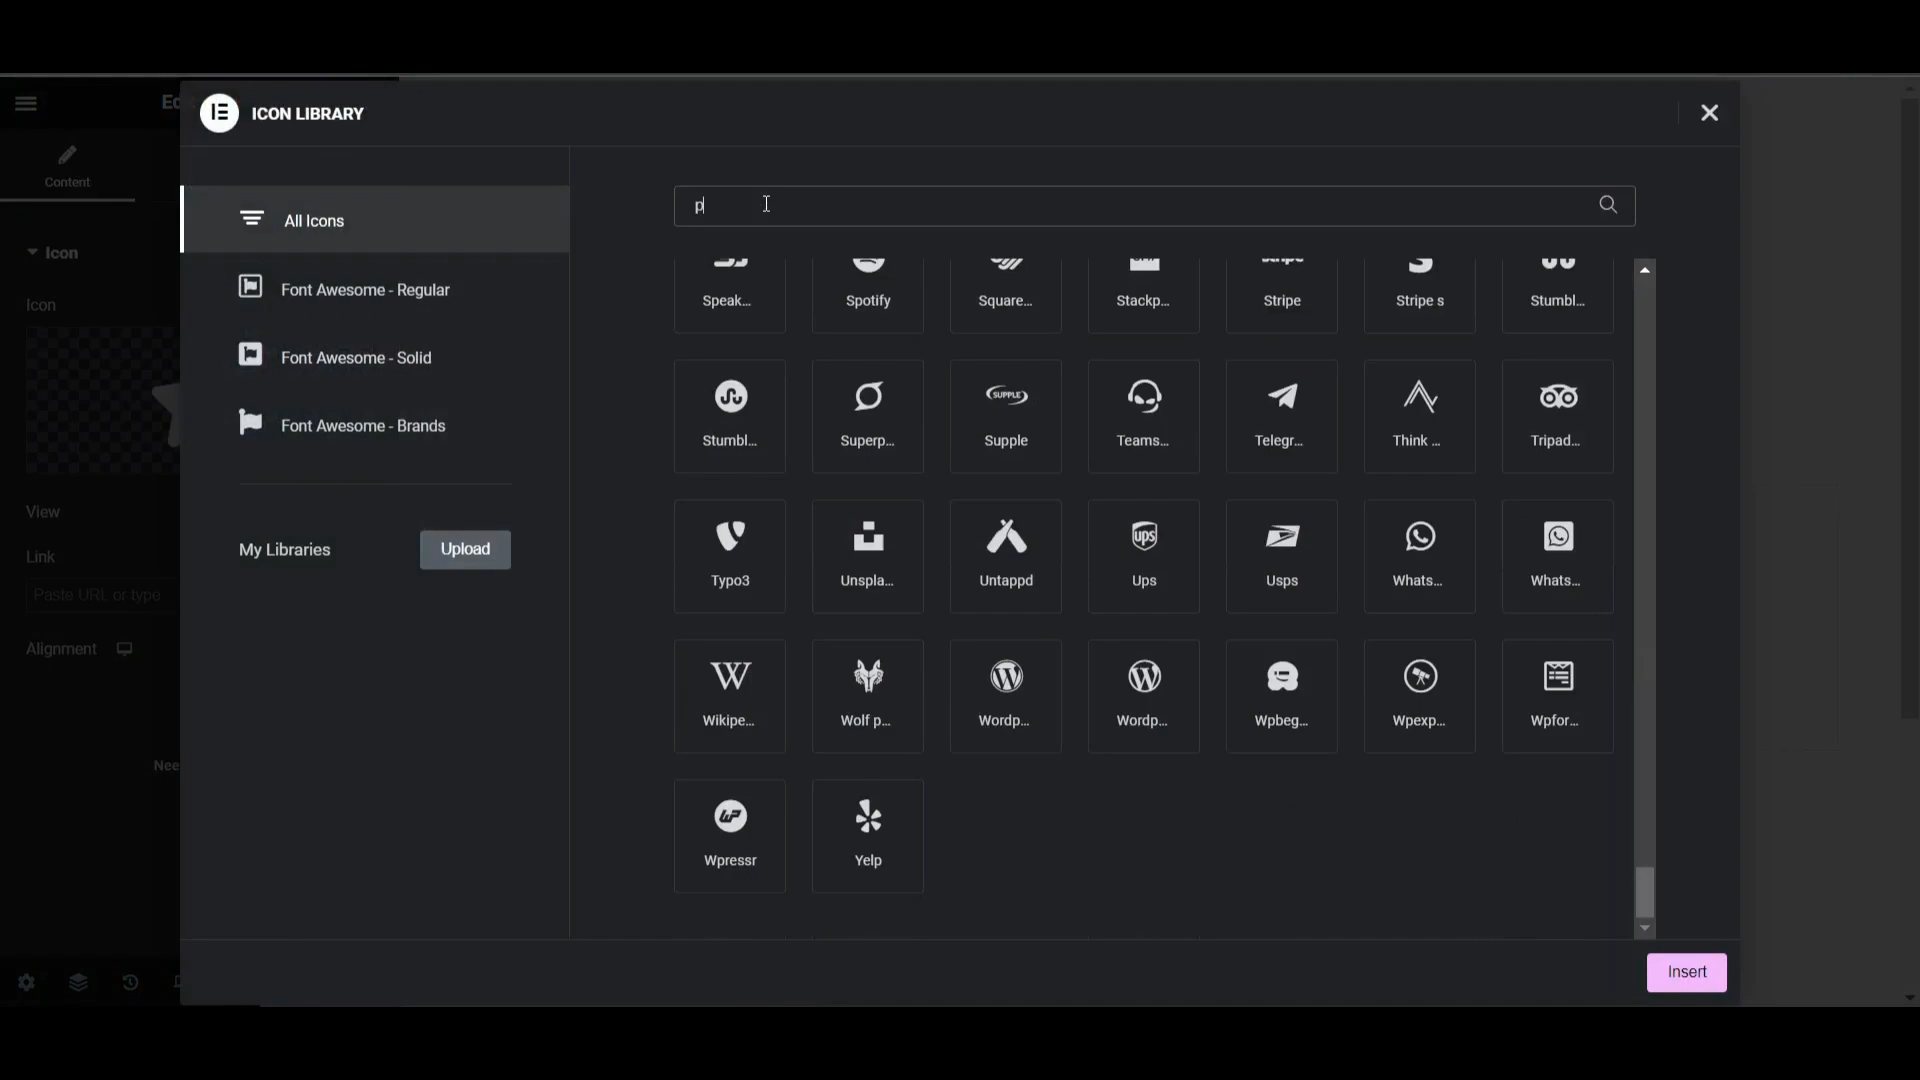 Ed
ICON LIBRARY
Content
p
All Icons
Icon
Font Awesome - Regular
Speak... Spotify Square... Stackp... Stripe Stripe s Stumbl...
Icon
Font Awesome - Solid
Font Awesome - Brands
SUPPLE
Stumbl... Superp... Supple Teams... Telegr... Think ... Tripad...
View
My Libraries
Upload
Link
ups
Typo3 Unspla... Untappd Ups Usps Whats... Whats...
Paste URL or type
Alignment
Wikipe... Wolf p... Wordp... Wordp... Wpbeg... Wpexp... Wpfor...
Nee
Wpressr Yelp
Insert